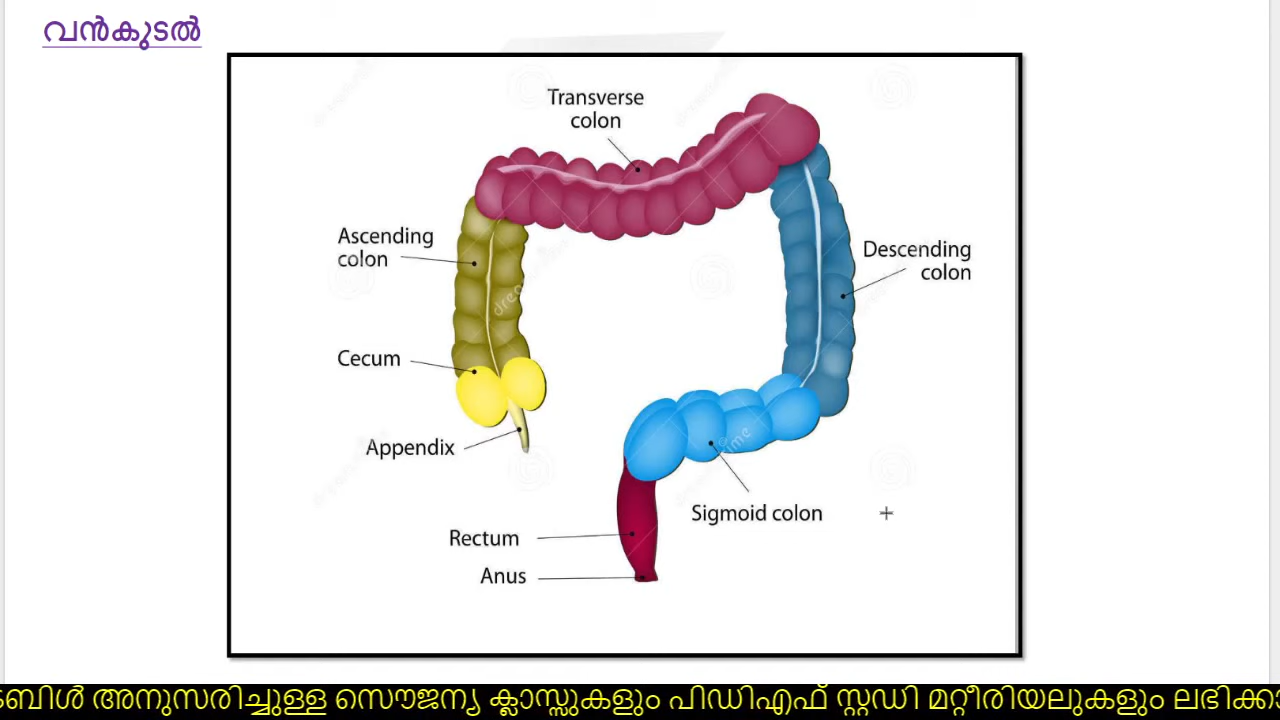 വൻകുടൽ
Transverse
colon
Ascending
colon
Descending
colon
Cecum
Appendix
Sigmoid colon
Rectum
Anus
അനുസരിച്ചുള്ള സൌജന്യ ക്ലാസ്സുകളും പിഡിഎഫ് സ്റ്റഡി മറ്റീരിയലുകളും